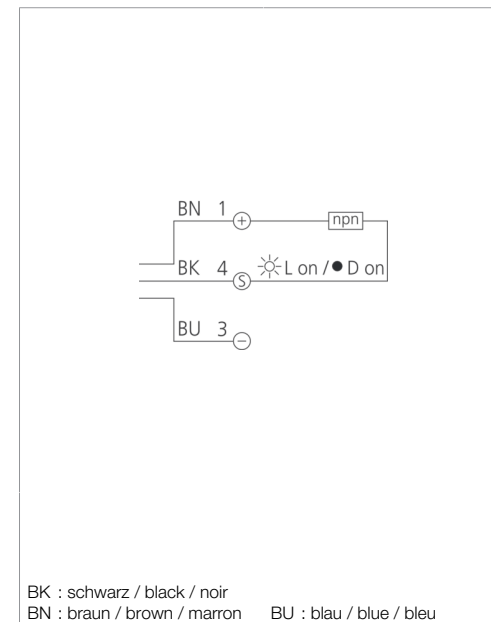 BN 1 +
npn
BK 4 S L on / ● D on
BU 3 −
BK : schwarz / black / noir
BN : braun / brown / marron BU : blau / blue / bleu